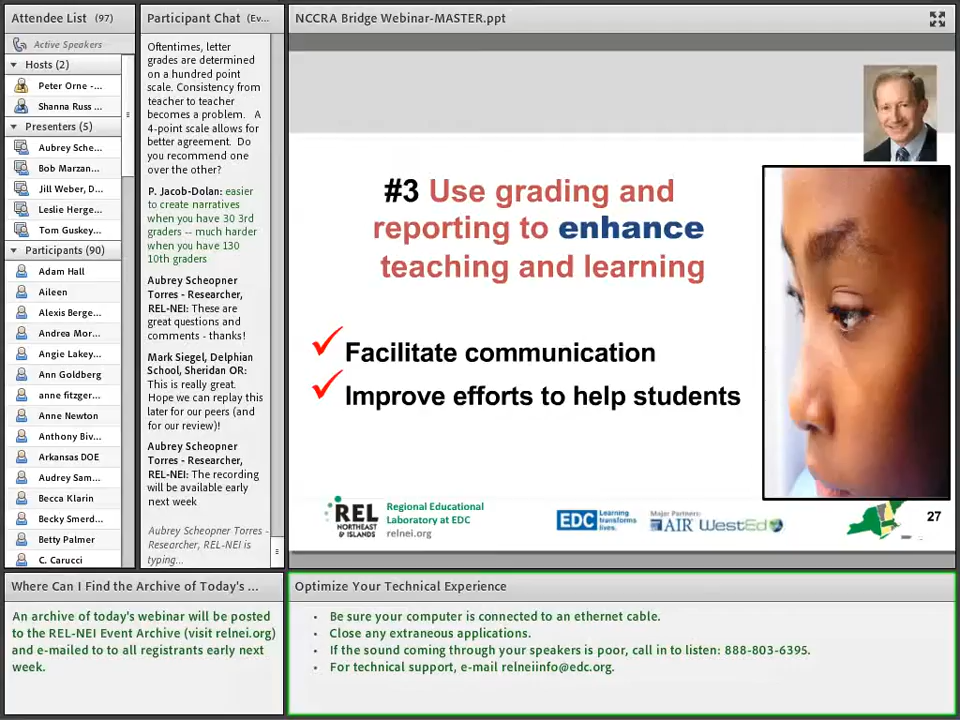 Attendee List (97)
Active Speakers
Hosts (2)
Peter Orne -...
Shanna Russ ...
Presenters (5)
Aubrey Sche...
Bob Marzan...
Jill Weber, D...
Leslie Herge...
Tom Guskey...
Participants (90)
Adam Hall
Aileen
Alexis Berge...
Andrea Mor...
Angie Lakey...
Ann Goldberg
anne fitzger...
Anne Newton
Anthony Biv...
Arkansas DOE
Audrey Sam...
Becca Klarin
Becky Smerd...
Betty Palmer
C. Carucci
Participant Chat (Ev...
Oftentimes, letter
grades are determined
on a hundred point
scale. Consistency from
teacher to teacher
becomes a problem. A
4-point scale allows for
better agreement. Do
you recommend one
over the other?
P. Jacob-Dolan: easier
to create narratives
when you have 30 3rd
graders -- much harder
when you have 130
10th graders
Aubrey Scheopner
Torres - Researcher,
REL-NEI: These are
great questions and
comments - thanks!
Mark Siegel, Delphian
School, Sheridan OR:
This is really great.
Hope we can replay this
later for our peers (and
for our review)!
Aubrey Scheopner
Torres - Researcher,
REL-NEI: The recording
will be available early
next week
Aubrey Scheopner Torres -
Researcher, REL-NEI is
typing...
NCCRA Bridge Webinar-MASTER.ppt
#3 Use grading and
reporting to enhance
teaching and learning
Facilitate communication
Improve efforts to help students
REL
NORTHEAST
& ISLANDS
Regional Educational
Laboratory at EDC
relnei.org
EDC Learning
transforms
lives.
Major Partners:
AIR WestEd
27
Where Can I Find the Archive of Today's ...
An archive of today's webinar will be posted
to the REL-NEI Event Archive (visit relnei.org)
and e-mailed to to all registrants early next
week.
Optimize Your Technical Experience
• Be sure your computer is connected to an ethernet cable.
• Close any extraneous applications.
• If the sound coming through your speakers is poor, call in to listen: 888-803-6395.
• For technical support, e-mail relneiinfo@edc.org.